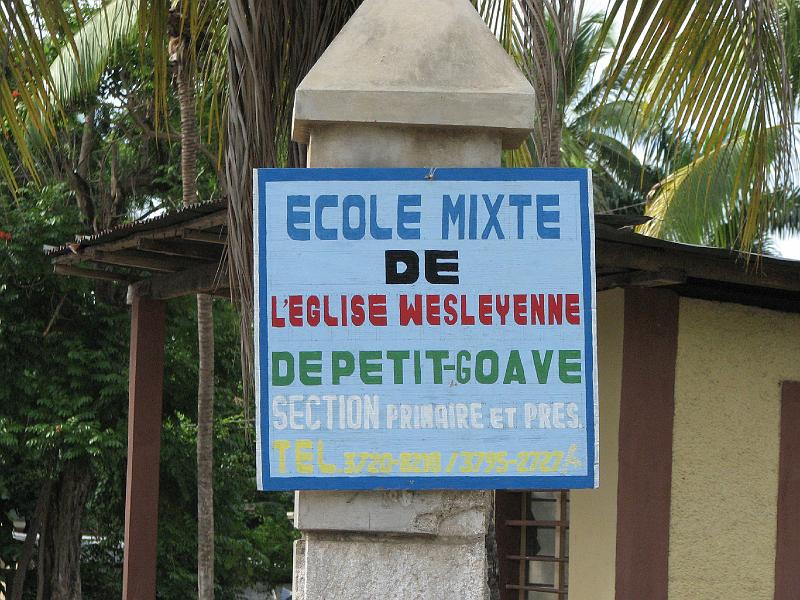 ECOLE MIXTE
DE
L'EGLISE WESLEYENNE
DE PETIT-GOAVE
SECTION PRIMAIRE ET PRES.
TEL. 3720-8218 / 3795-2727/